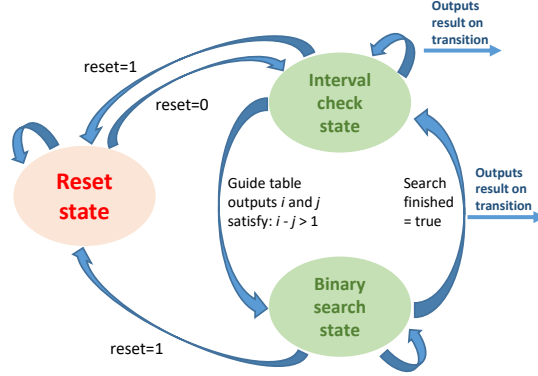 Outputs
result on
transition
reset=1
reset=0
Interval
check
state
Reset
state
Guide table
outputs i and j
satisfy: i - j > 1
Search
finished
= true
Outputs
result on
transition
Binary
search
state
reset=1